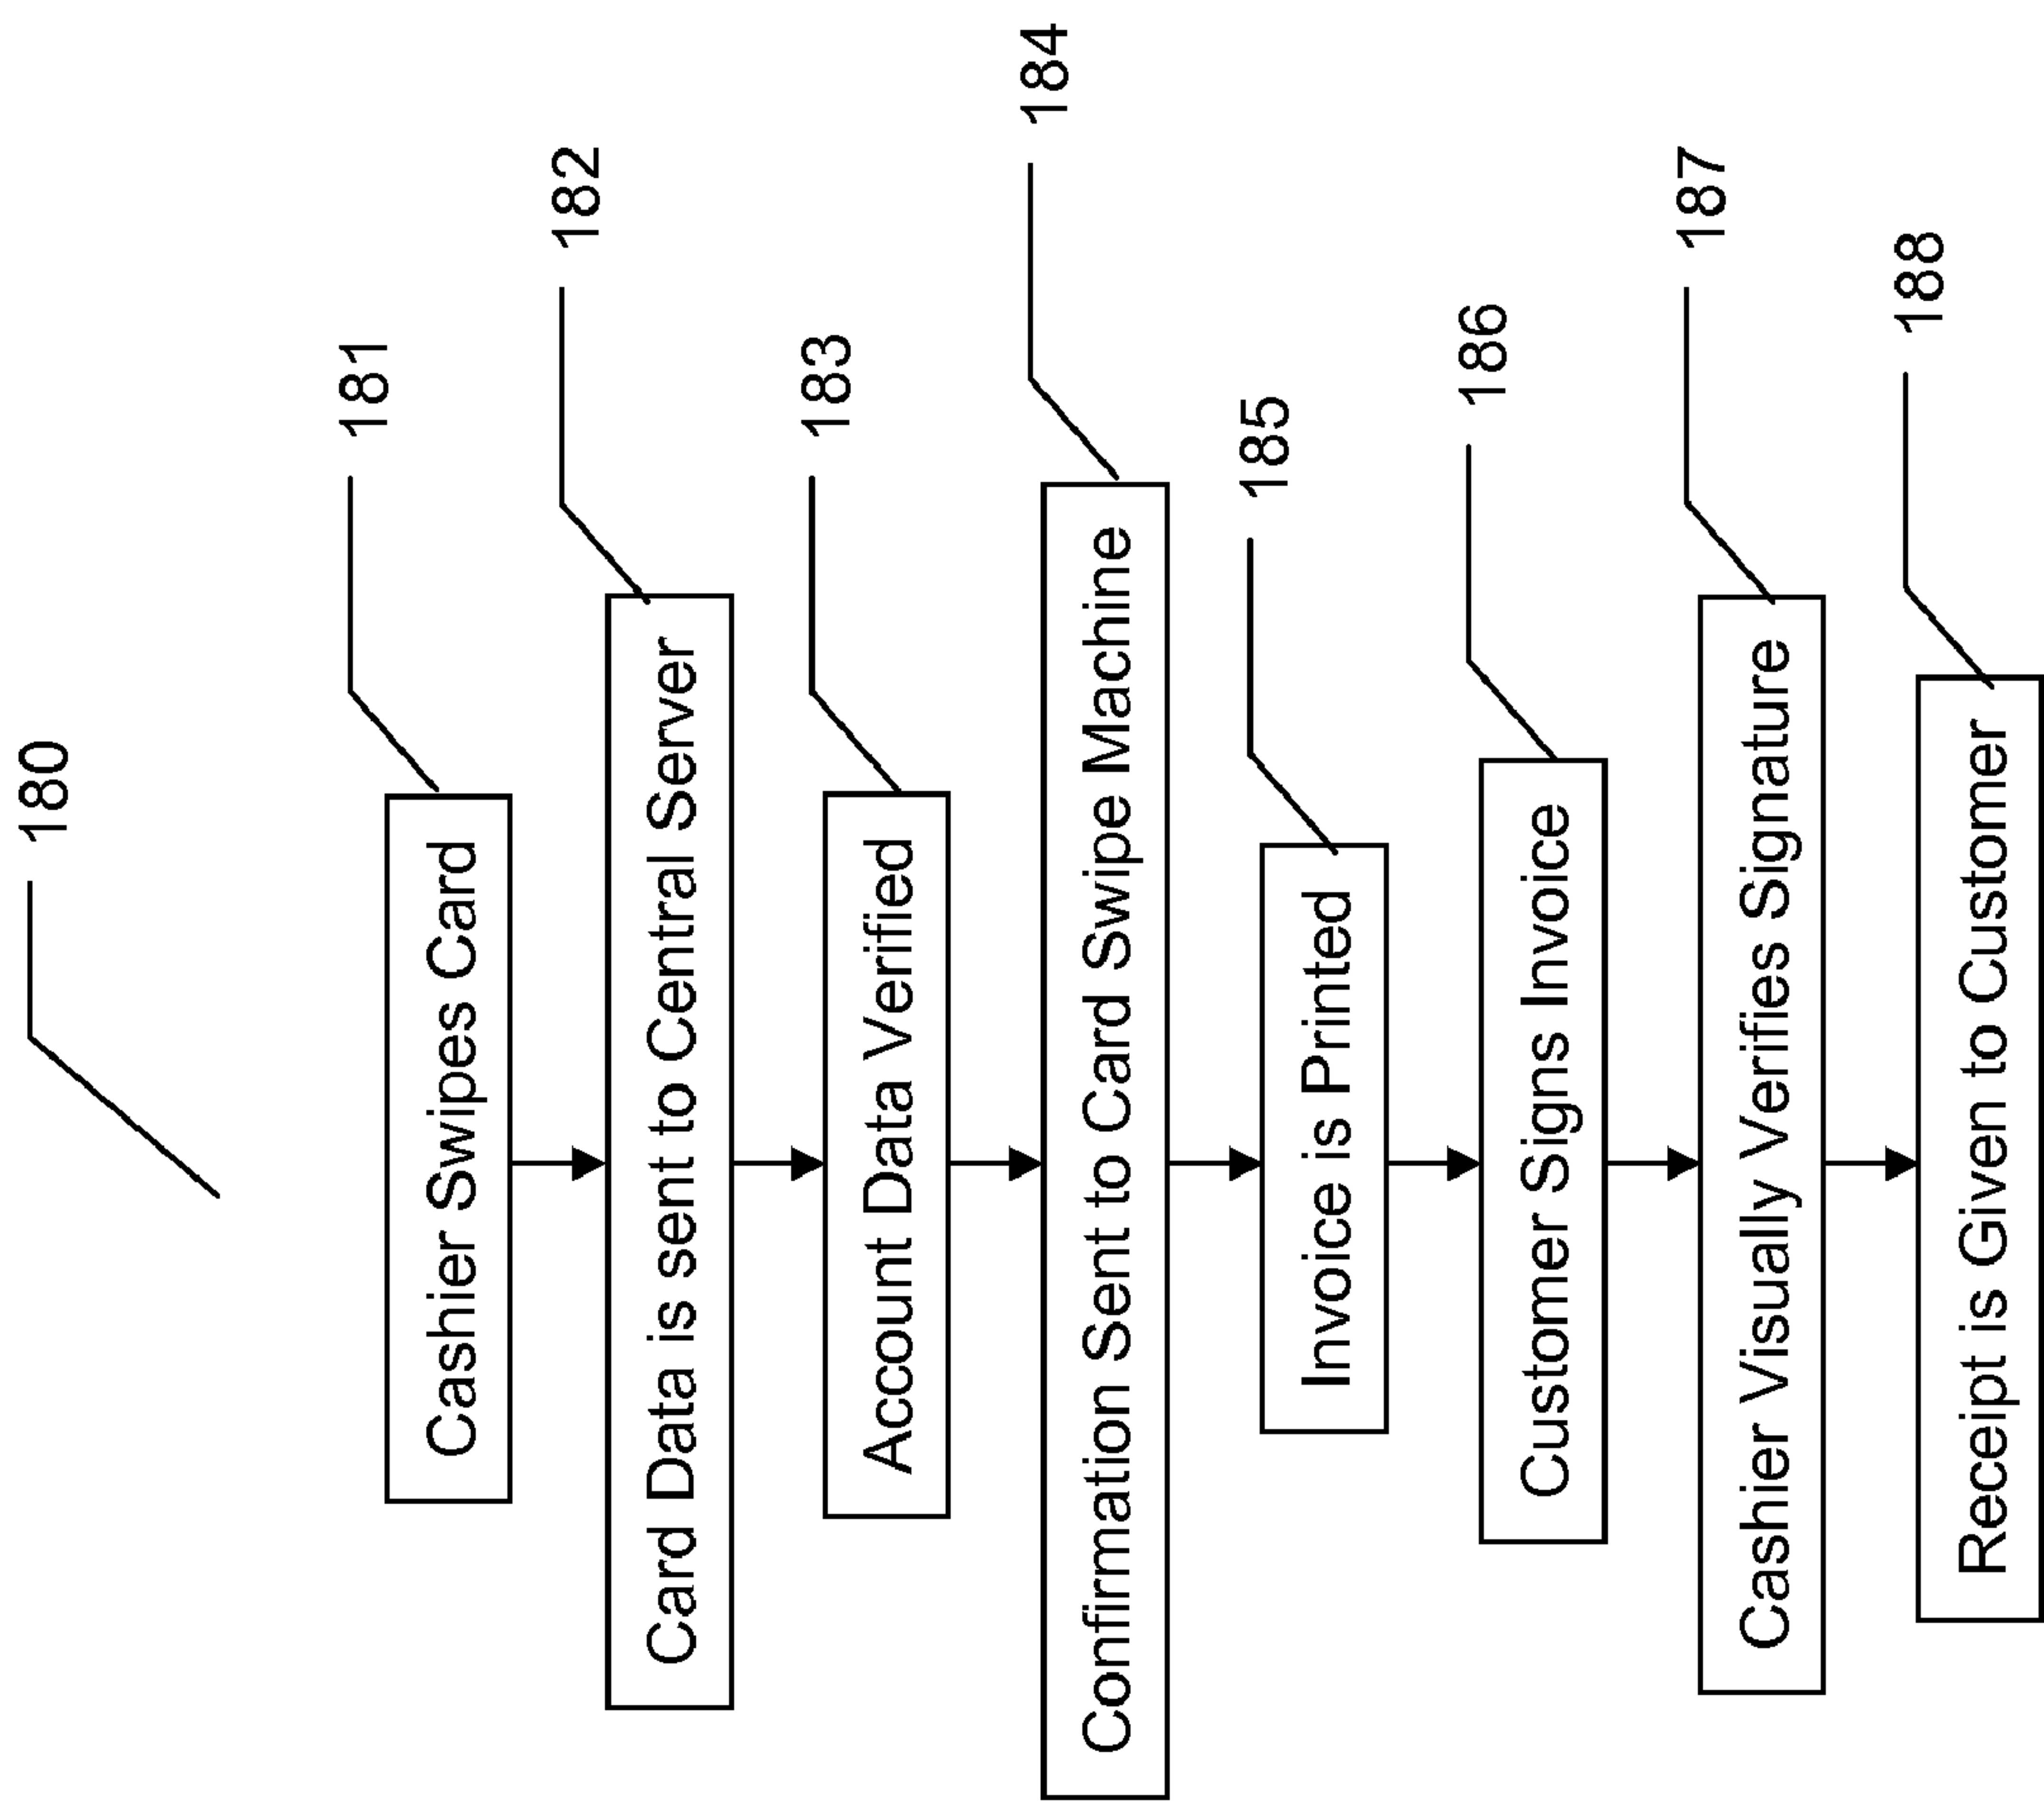 180
181
Cashier Swipes Card
182
Card Data is sent to Central Server
183
Account Data Verified
184
Confirmation Sent to Card Swipe Machine
185
Invoice is Printed
186
Customer Signs Invoice
187
Cashier Visually Verifies Signature
188
Receipt is Given to Customer